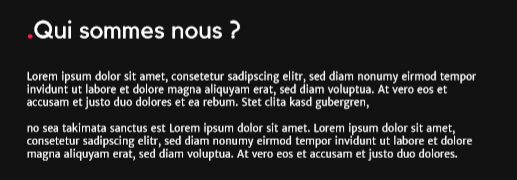 .Qui sommes nous ?
Lorem ipsum dolor sit amet, consetetur sadipscing elitr, sed diam nonumy eirmod tempor
invidunt ut labore et dolore magna aliquyam erat, sed diam voluptua. At vero eos et
accusam et justo duo dolores et ea rebum. Stet clita kasd gubergren,
no sea takimata sanctus est Lorem ipsum dolor sit amet. Lorem ipsum dolor sit amet,
consetetur sadipscing elitr, sed diam nonumy eirmod tempor invidunt ut labore et dolore
magna aliquyam erat, sed diam voluptua. At vero eos et accusam et justo duo dolores.